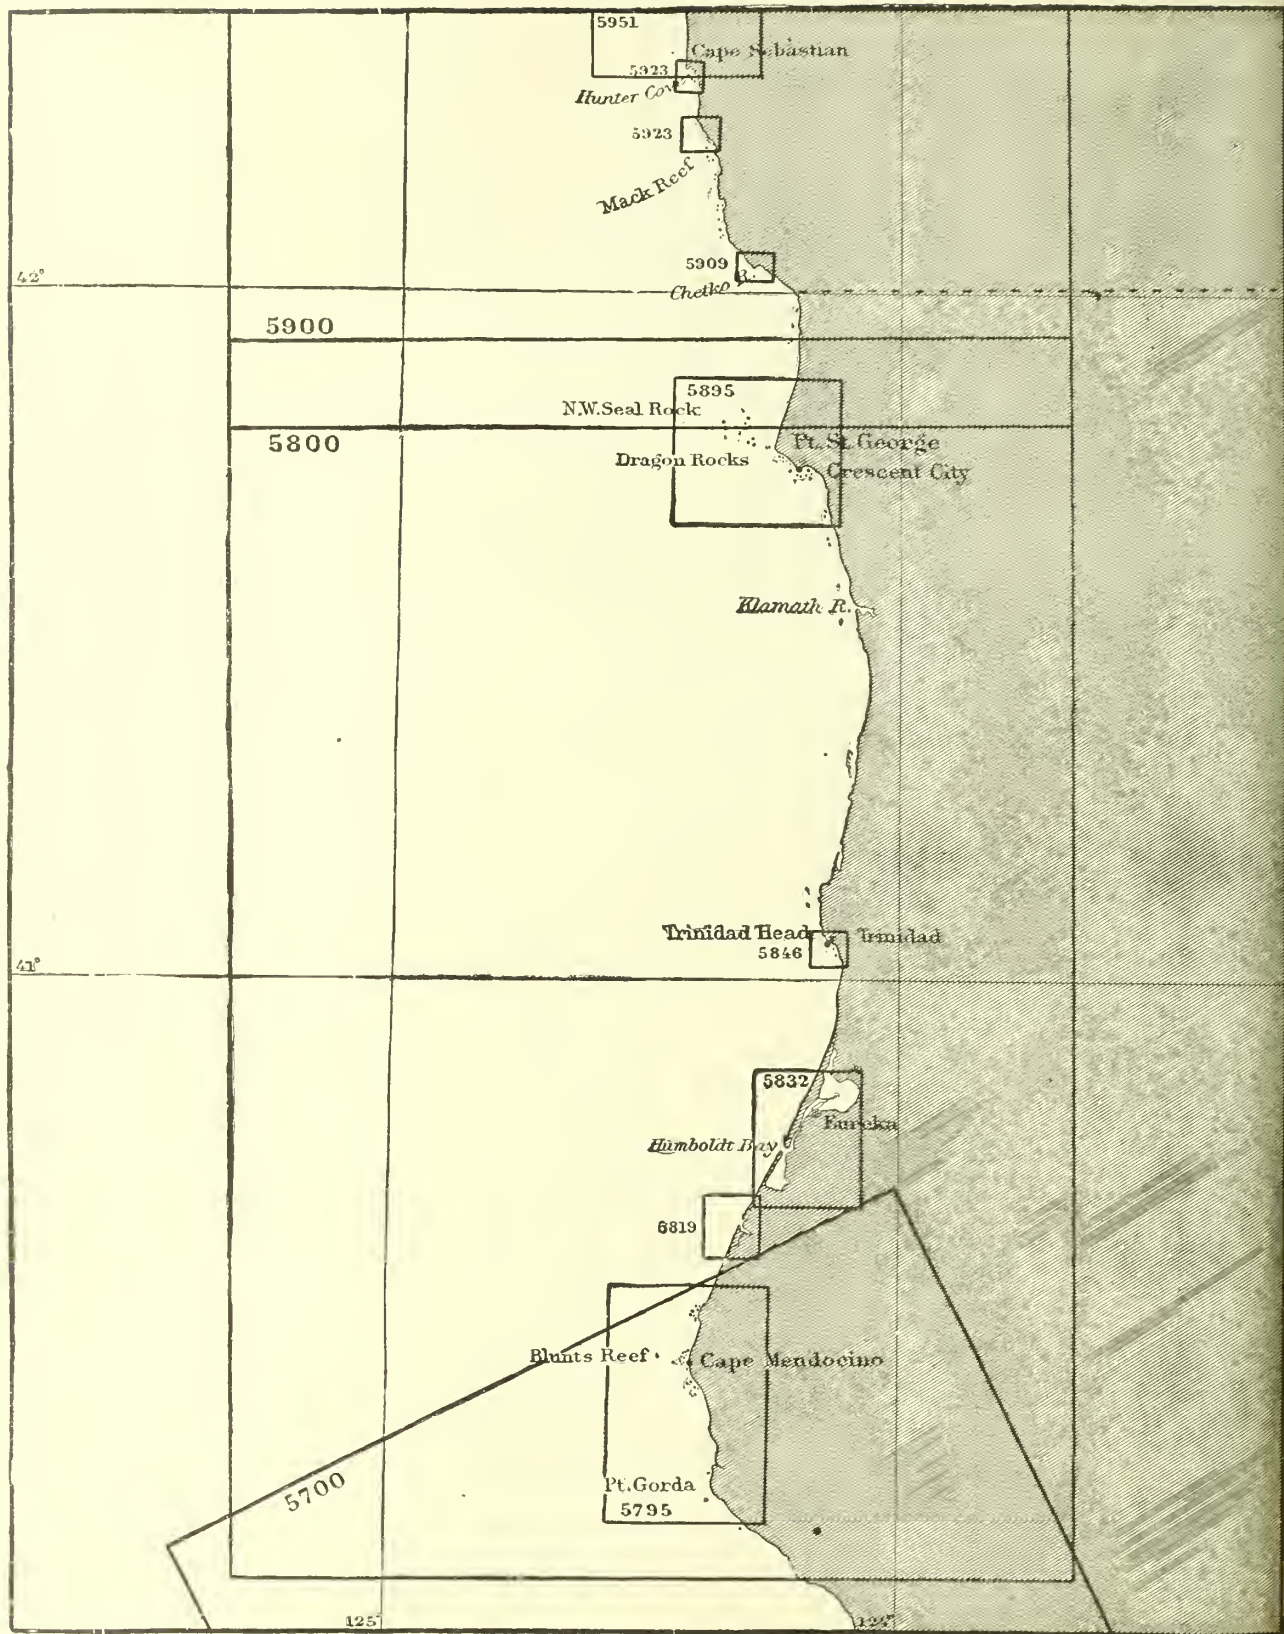 5951
Cape Sebastian
5923
Hunter Cov
5923
Mack Reef
5909
42°
Chetko R.
5900
5895
N.W. Seal Rock
5800
Pt. St. George
Dragon Rocks
Crescent City
Klamath R.
Trinidad Head
Trinidad
5846
41°
5832
Eureka
Humboldt Bay
6819
Blunts Reef
Cape Mendocino
5700
Pt. Gorda
5795
125°
124°